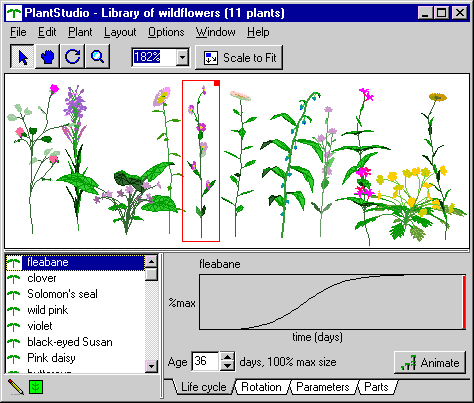 PlantStudio - Library of wildflowers (11 plants)
File Edit Plant Layout Options Window Help
182% Scale to Fit
fleabane
clover
Solomon's seal
wild pink
violet
black-eyed Susan
Pink daisy
buttercup
fleabane
%max
time (days)
Age 36 days, 100% max size Animate
Life cycle Rotation Parameters Parts